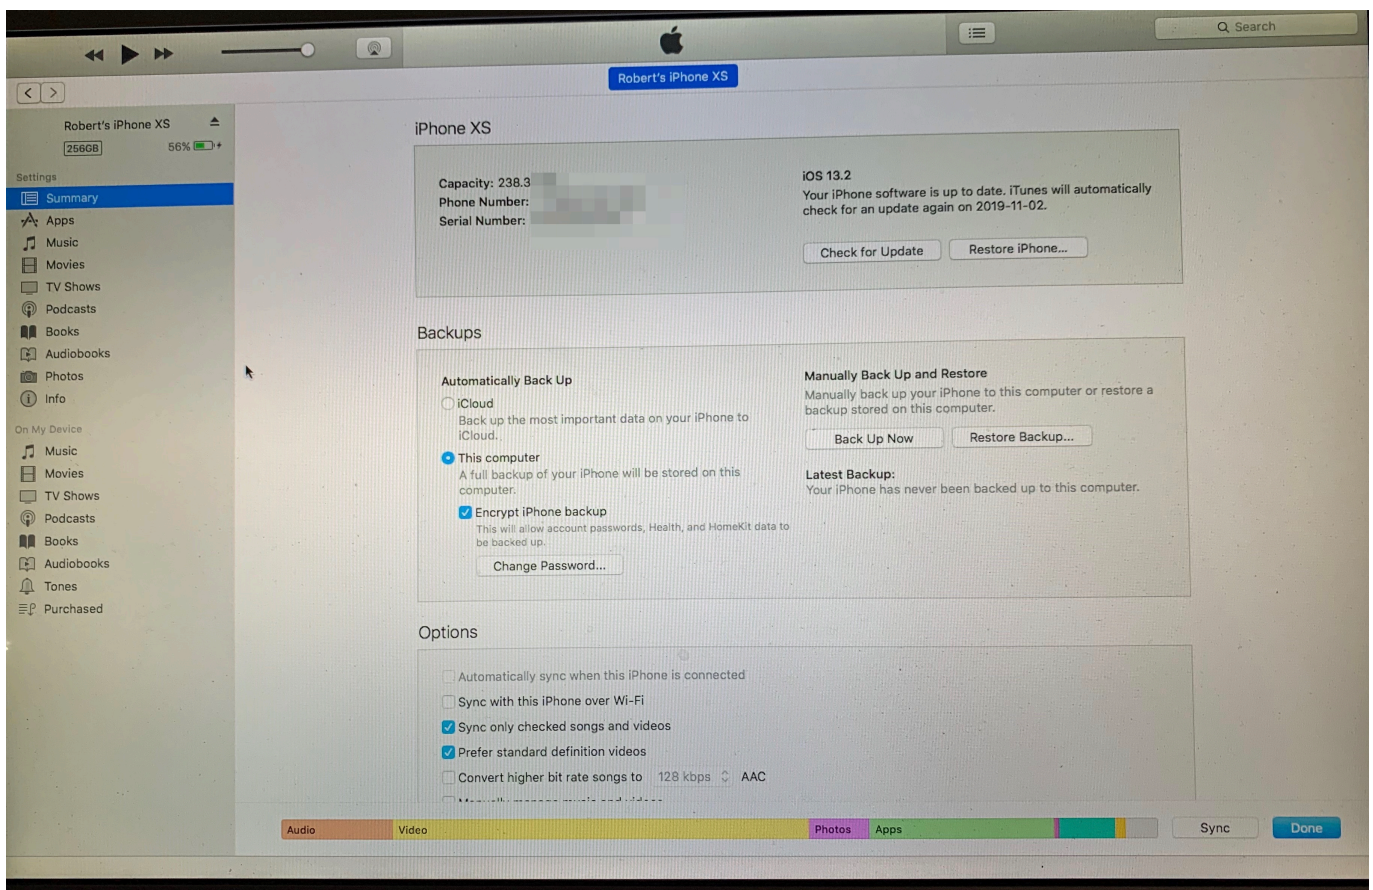 Search
Robert's iPhone XS
Robert's iPhone XS
256GB
56%
Settings
Summary
Apps
Music
Movies
TV Shows
Podcasts
Books
Audiobooks
Photos
Info
On My Device
Music
Movies
TV Shows
Podcasts
Books
Audiobooks
Tones
Purchased
iPhone XS
Capacity: 238.3
Phone Number:
Serial Number:
iOS 13.2
Your iPhone software is up to date. iTunes will automatically
check for an update again on 2019-11-02.
Check for Update
Restore iPhone...
Backups
Automatically Back Up
iCloud
Back up the most important data on your iPhone to
iCloud.
This computer
A full backup of your iPhone will be stored on this
computer.
Encrypt iPhone backup
This will allow account passwords, Health, and HomeKit data to
be backed up.
Change Password...
Manually Back Up and Restore
Manually back up your iPhone to this computer or restore a
backup stored on this computer.
Back Up Now
Restore Backup...
Latest Backup:
Your iPhone has never been backed up to this computer.
Options
Automatically sync when this iPhone is connected
Sync with this iPhone over Wi-Fi
Sync only checked songs and videos
Prefer standard definition videos
Convert higher bit rate songs to 128 kbps AAC
Audio
Video
Photos
Apps
Sync
Done